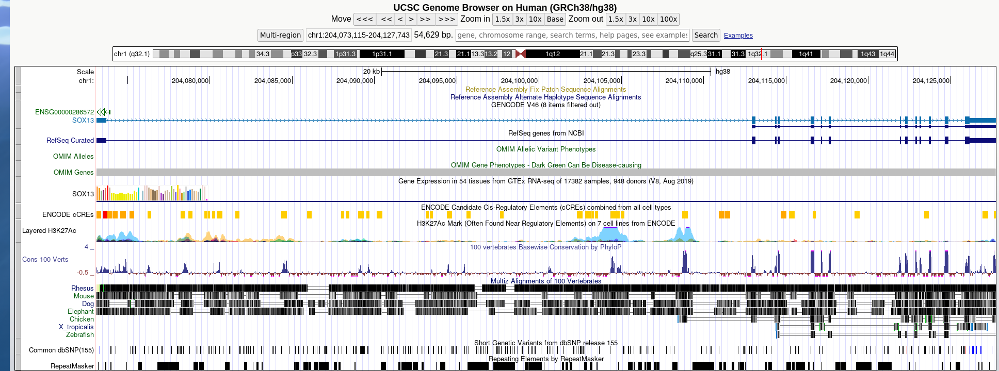 UCSC Genome Browser on Human (GRCh38/hg38)
Move <<< << < > >> >>> Zoom in 1.5x 3x 10x Base Zoom out 1.5x 3x 10x 100x
Multi-region chr1:204,073,115-204,127,743 54,629 bp. gene, chromosome range, search terms, help pages, see examples Search Examples
chr1 (q32.1) 34.3 p33 32.3 1p31.3 1p31.1 21.3 21.1 13.3 13.2 12 1q12 21.1 21.3 23.3 q25.3 31.1 31.3 1q32.1 1q41 1q43 1q44
Scale 20 kb hg38
chr1: 204,080,000 204,085,000 204,090,000 204,095,000 204,100,000 204,105,000 204,110,000 204,115,000 204,120,000 204,125,000
Reference Assembly Fix Patch Sequence Alignments
Reference Assembly Alternate Haplotype Sequence Alignments
GENCODE V46 (8 items filtered out)
ENSG00000286572
SOX13
RefSeq genes from NCBI
RefSeq Curated
OMIM Allelic Variant Phenotypes
OMIM Alleles
OMIM Gene Phenotypes - Dark Green Can Be Disease-causing
OMIM Genes
Gene Expression in 54 tissues from GTEx RNA-seq of 17382 samples, 948 donors (V8, Aug 2019)
SOX13
ENCODE Candidate Cis-Regulatory Elements (cCREs) combined from all cell types
ENCODE cCREs
H3K27Ac Mark (Often Found Near Regulatory Elements) on 7 cell lines from ENCODE
Layered H3K27Ac
100 vertebrates Basewise Conservation by PhyloP
4 _
Cons 100 Verts
-0.5 _
Multiz Alignments of 100 Vertebrates
Rhesus
Mouse
Dog
Elephant
Chicken
X_tropicalis
Zebrafish
Short Genetic Variants from dbSNP release 155
Common dbSNP(155)
Repeating Elements by RepeatMasker
RepeatMasker